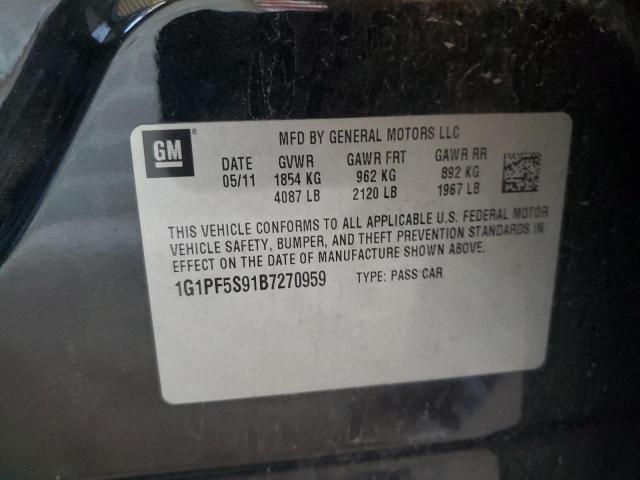 GM
MFD BY GENERAL MOTORS LLC
DATE GVWR GAWR FRT GAWR RR
05/11 1854 KG 962 KG 892 KG
4087 LB 2120 LB 1967 LB
THIS VEHICLE CONFORMS TO ALL APPLICABLE U.S. FEDERAL MOTOR
VEHICLE SAFETY, BUMPER, AND THEFT PREVENTION STANDARDS IN
EFFECT ON THE DATE OF MANUFACTURE SHOWN ABOVE.
1G1PF5S91B7270959 TYPE: PASS CAR